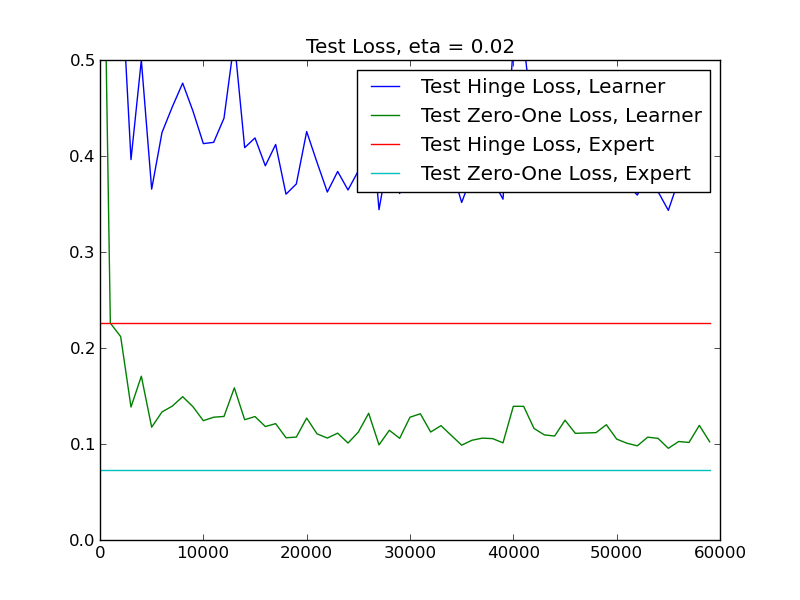 Test Loss, eta = 0.02
0.5
Test Hinge Loss, Learner
Test Zero-One Loss, Learner
Test Hinge Loss, Expert
Test Zero-One Loss, Expert
0.4
0.3
0.2
0.1
0.0
0 10000 20000 30000 40000 50000 60000